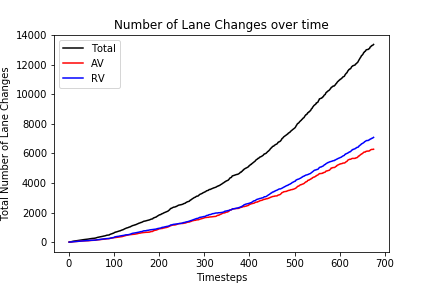 Number of Lane Changes over time
Total Number of Lane Changes
14000
12000
10000
8000
6000
4000
2000
0
Total
AV
RV
0 100 200 300 400 500 600 700
Timesteps